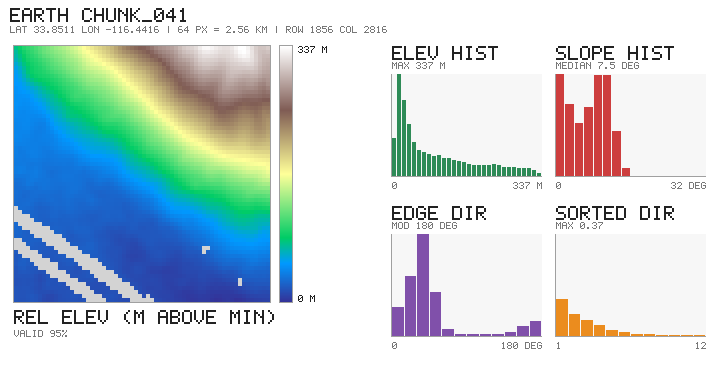 EARTH CHUNK_041
LAT 33.8511 LON -116.4416 | 64 PX = 2.56 KM | ROW 1856 COL 2816
337 M
0 M
REL ELEV (M ABOVE MIN)
VALID 95%
ELEV HIST
MAX 337 M
0 337 M
SLOPE HIST
MEDIAN 7.5 DEG
0 32 DEG
EDGE DIR
MOD 180 DEG
0 180 DEG
SORTED DIR
MAX 0.37
1 12